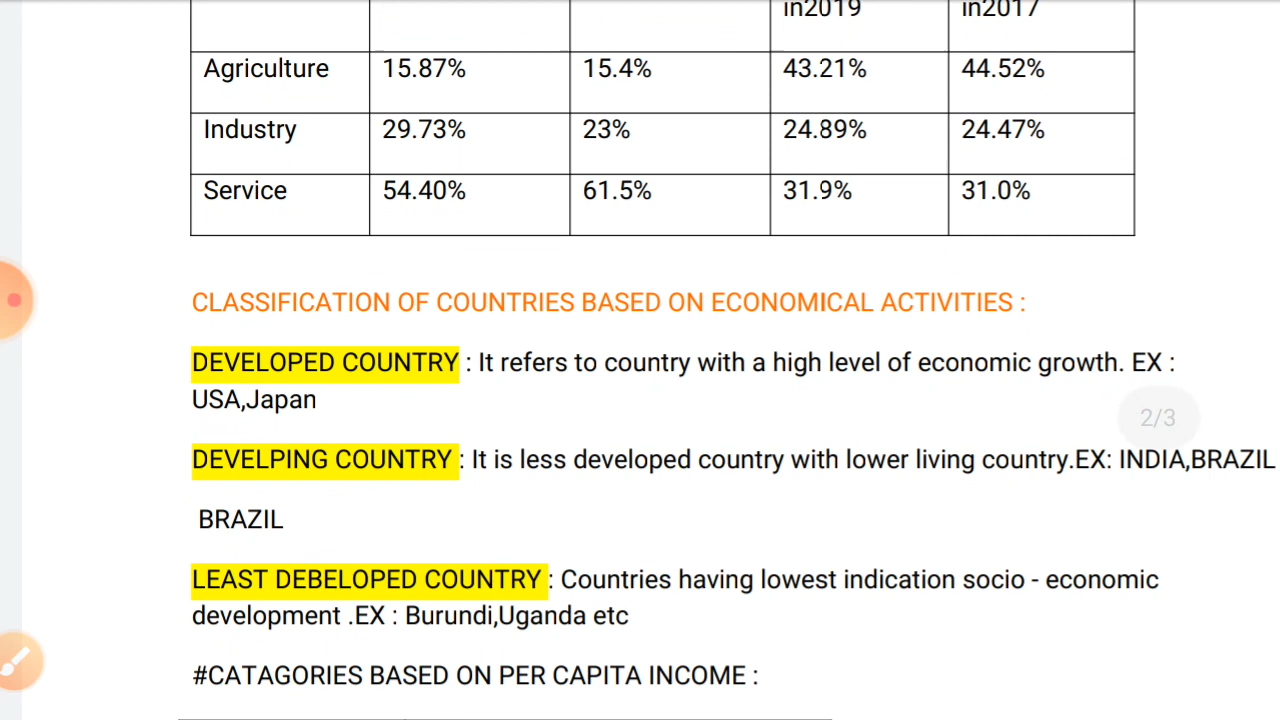 in2019 in2017
Agriculture 15.87% 15.4% 43.21% 44.52%
Industry 29.73% 23% 24.89% 24.47%
Service 54.40% 61.5% 31.9% 31.0%
CLASSIFICATION OF COUNTRIES BASED ON ECONOMICAL ACTIVITIES :
DEVELOPED COUNTRY : It refers to country with a high level of economic growth. EX :
USA,Japan
2/3
DEVELPING COUNTRY : It is less developed country with lower living country.EX: INDIA,BRAZIL
BRAZIL
LEAST DEBELOPED COUNTRY : Countries having lowest indication socio - economic
development .EX : Burundi,Uganda etc
#CATAGORIES BASED ON PER CAPITA INCOME :